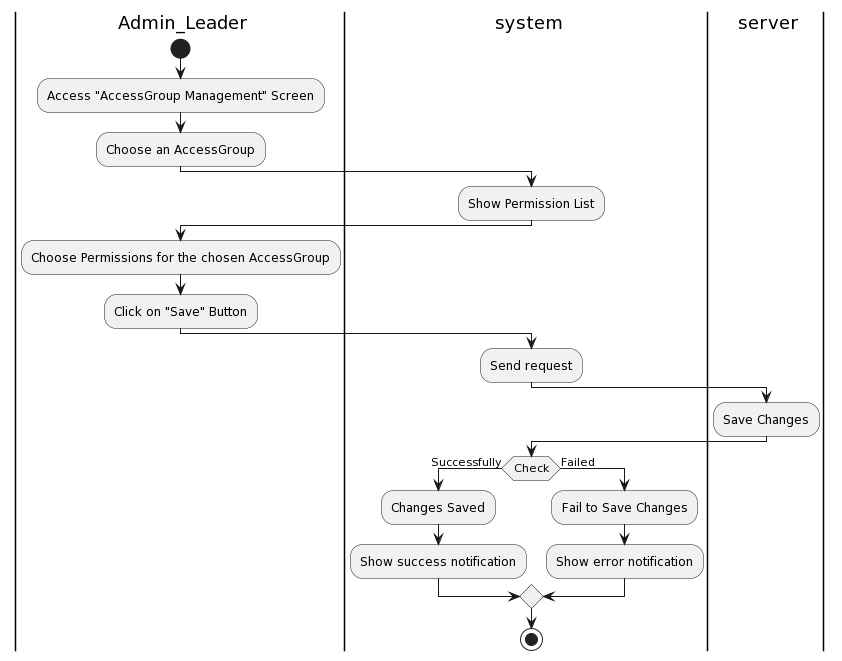 Admin_Leader
system
server
Access "AccessGroup Management" Screen
Choose an AccessGroup
Show Permission List
Choose Permissions for the chosen AccessGroup
Click on "Save" Button
Send request
Save Changes
Successfully
Check
Failed
Changes Saved
Fail to Save Changes
Show success notification
Show error notification